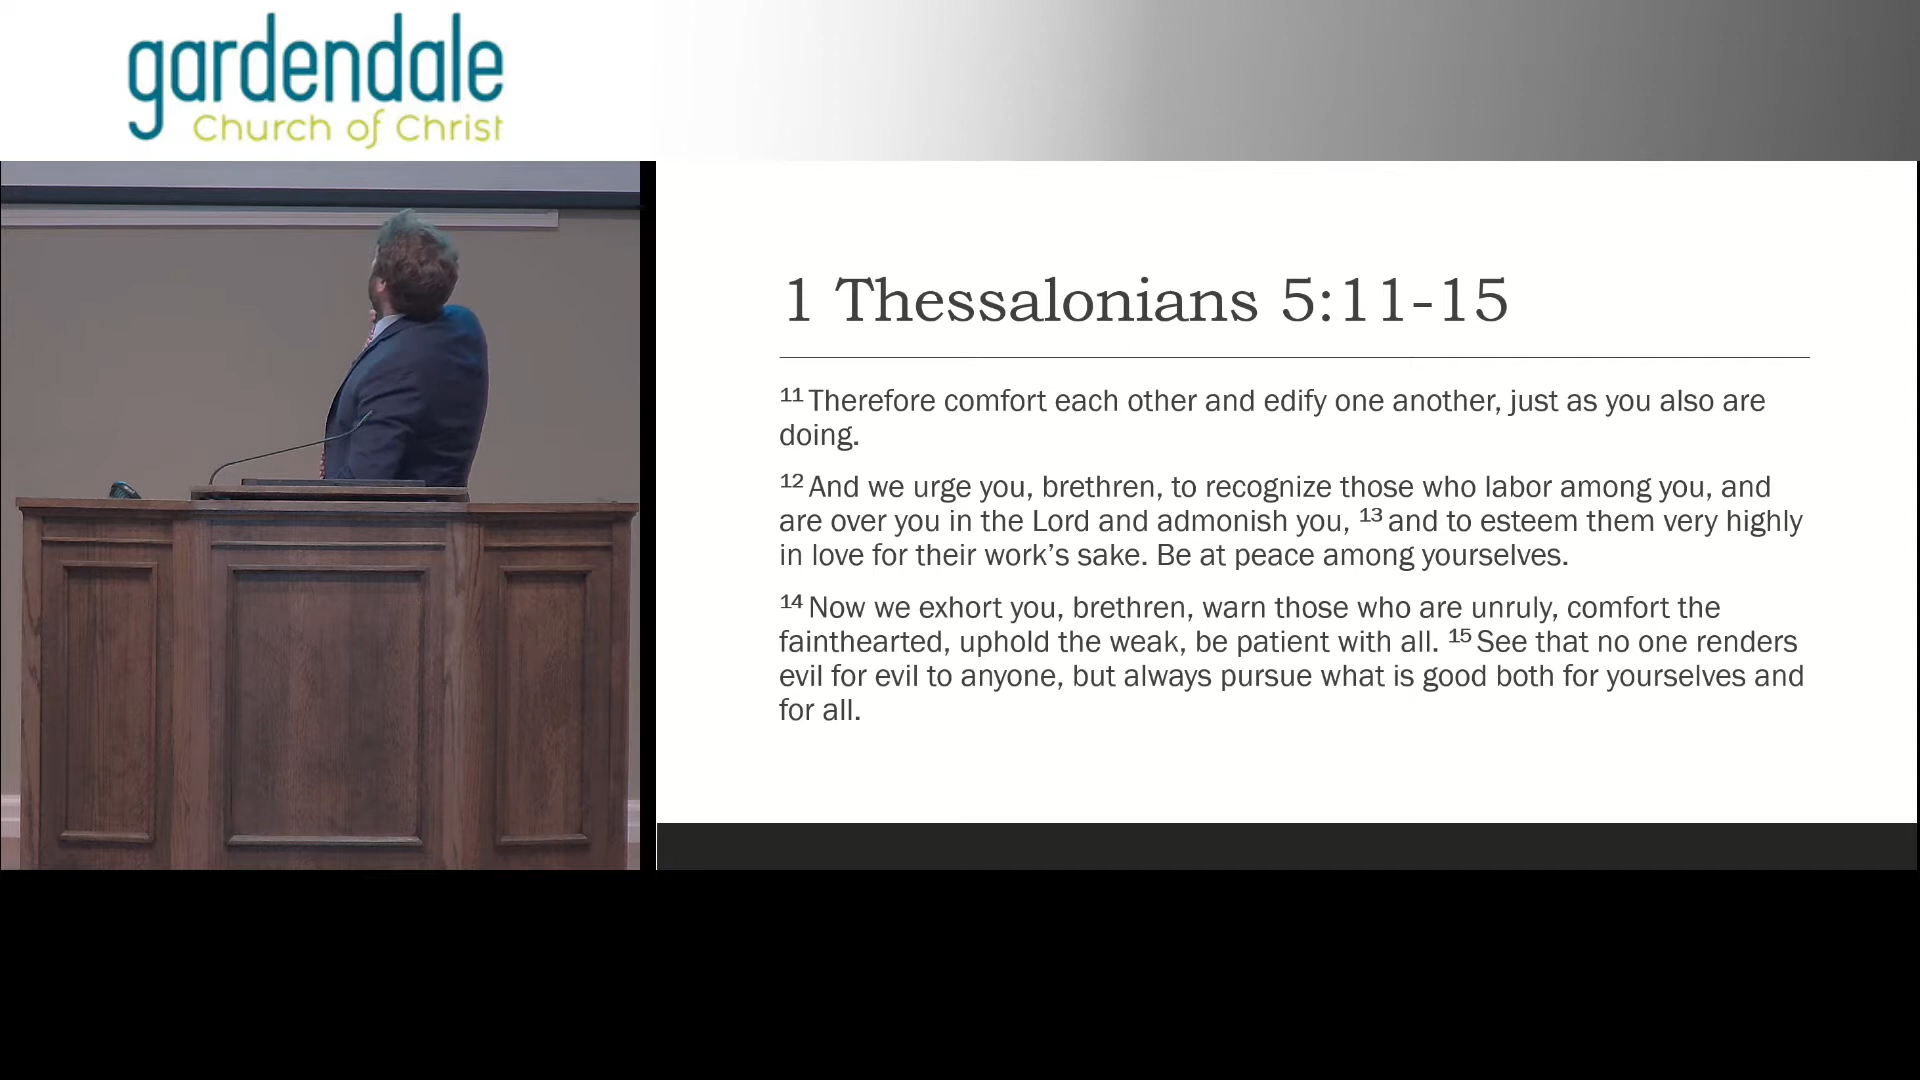 gardendale
Church of Christ
1 Thessalonians 5:11-15
11 Therefore comfort each other and edify one another, just as you also are
doing.
12 And we urge you, brethren, to recognize those who labor among you, and
are over you in the Lord and admonish you, 13 and to esteem them very highly
in love for their work’s sake. Be at peace among yourselves.
14 Now we exhort you, brethren, warn those who are unruly, comfort the
fainthearted, uphold the weak, be patient with all. 15 See that no one renders
evil for evil to anyone, but always pursue what is good both for yourselves and
for all.